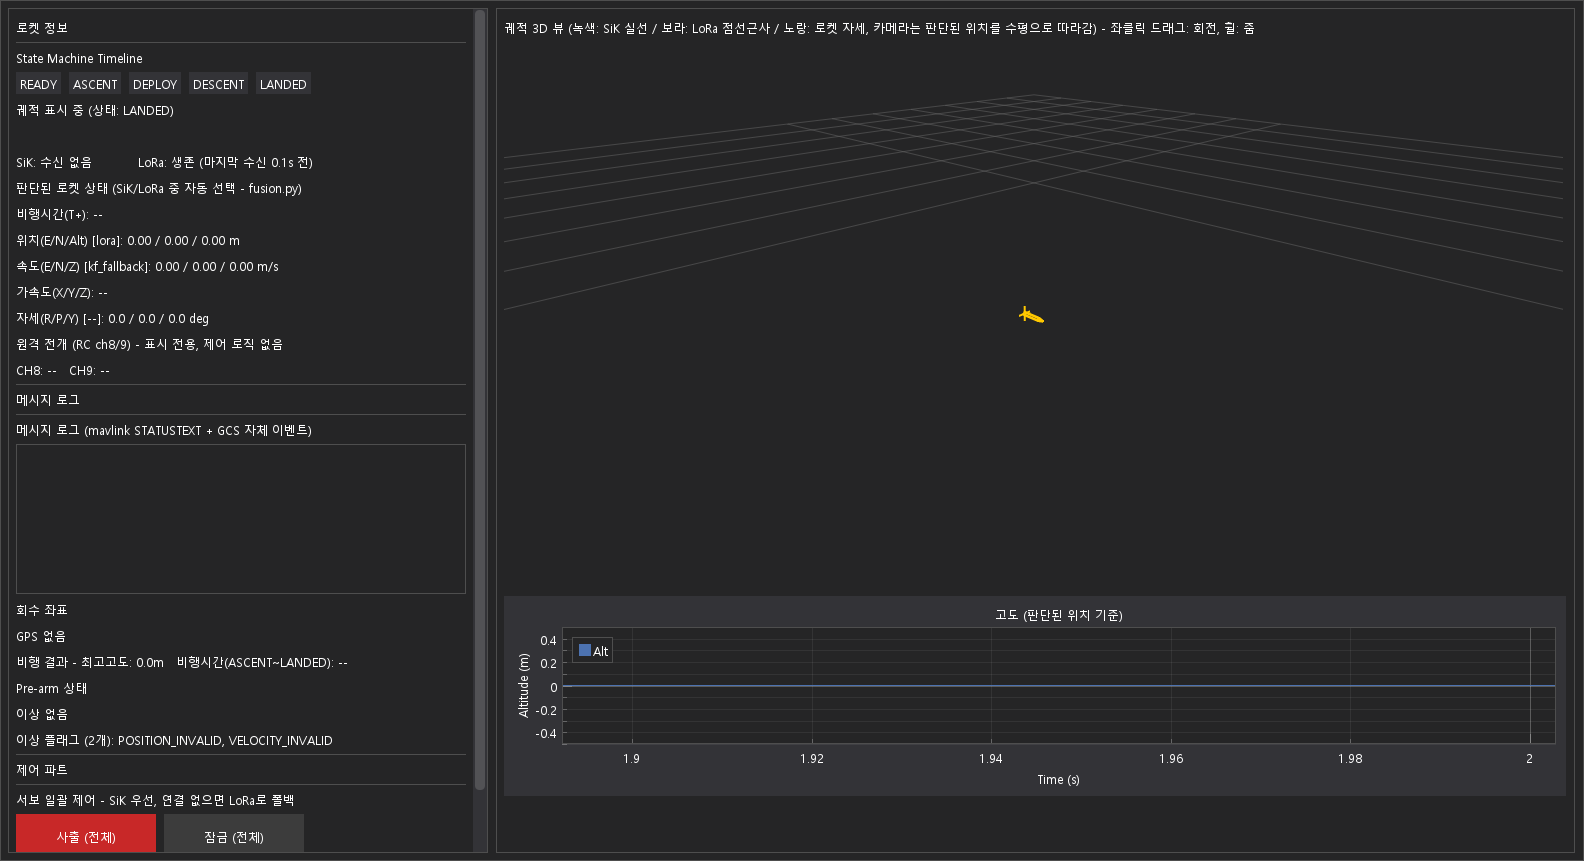 로켓 정보
State Machine Timeline
READY ASCENT DEPLOY DESCENT LANDED
궤적 표시 중 (상태: LANDED)
SiK: 수신 없음 LoRa: 생존 (마지막 수신 0.1s 전)
판단된 로켓 상태 (SiK/LoRa 중 자동 선택 - fusion.py)
비행시간(T+): --
위치(E/N/Alt) [lora]: 0.00 / 0.00 / 0.00 m
속도(E/N/Z) [kf_fallback]: 0.00 / 0.00 / 0.00 m/s
가속도(X/Y/Z): --
자세(R/P/Y) [--]: 0.0 / 0.0 / 0.0 deg
원격 전개 (RC ch8/9) - 표시 전용, 제어 로직 없음
CH8: -- CH9: --
메시지 로그
메시지 로그 (mavlink STATUSTEXT + GCS 자체 이벤트)
회수 좌표
GPS 없음
비행 결과 - 최고고도: 0.0m 비행시간(ASCENT~LANDED): --
Pre-arm 상태
이상 없음
이상 플래그 (2개): POSITION_INVALID, VELOCITY_INVALID
제어 파트
서보 일괄 제어 - SiK 우선, 연결 없으면 LoRa로 폴백
사출 (전체) 잠금 (전체)
궤적 3D 뷰 (녹색: SiK 실선 / 보라: LoRa 점선근사 / 노랑: 로켓 자세, 카메라는 판단된 위치를 수평으로 따라감) - 좌클릭 드래그: 회전, 휠: 줌
고도 (판단된 위치 기준)
Alt
Altitude (m)
0.4
0.2
0
-0.2
-0.4
1.9 1.92 1.94 1.96 1.98 2
Time (s)